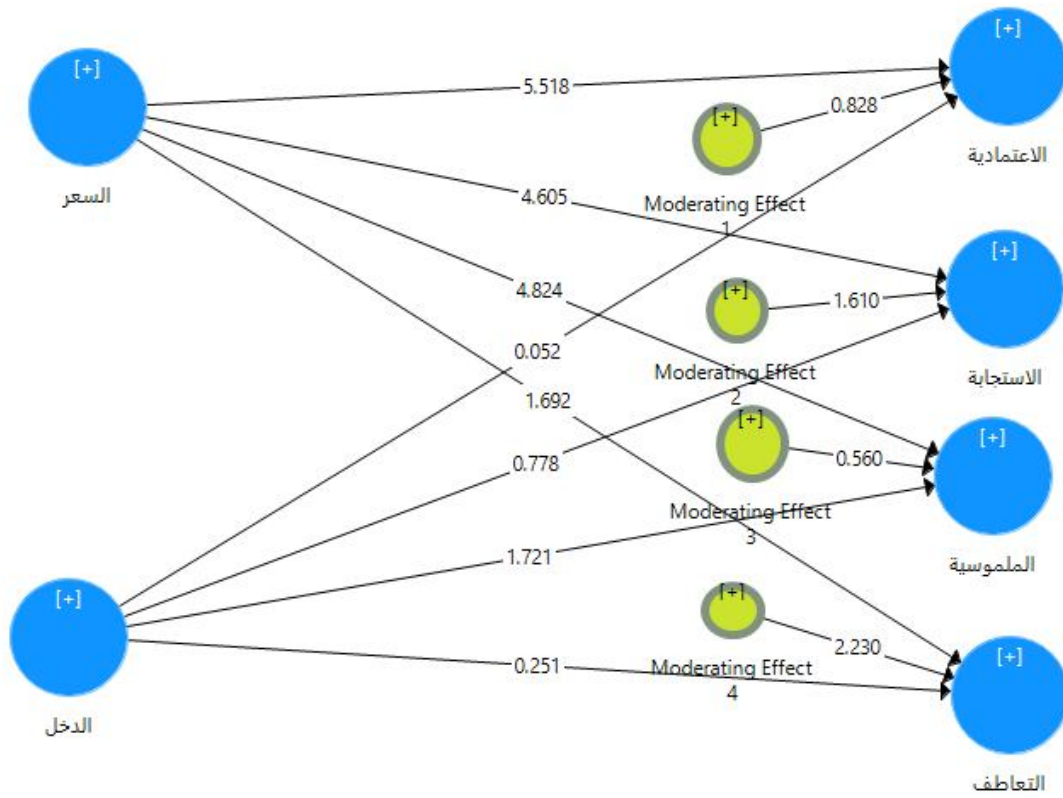 [+]
السعر
[+]
الاعتمادية
5.518
[+]
0.828
Moderating Effect
1
4.605
[+]
الاستجابة
[+]
1.610
4.824
0.052
Moderating Effect
2
1.692
[+]
الملموسية
[+]
0.560
0.778
Moderating Effect
3
1.721
[+]
الدخل
[+]
2.230
0.251
Moderating Effect
4
[+]
التعاطف